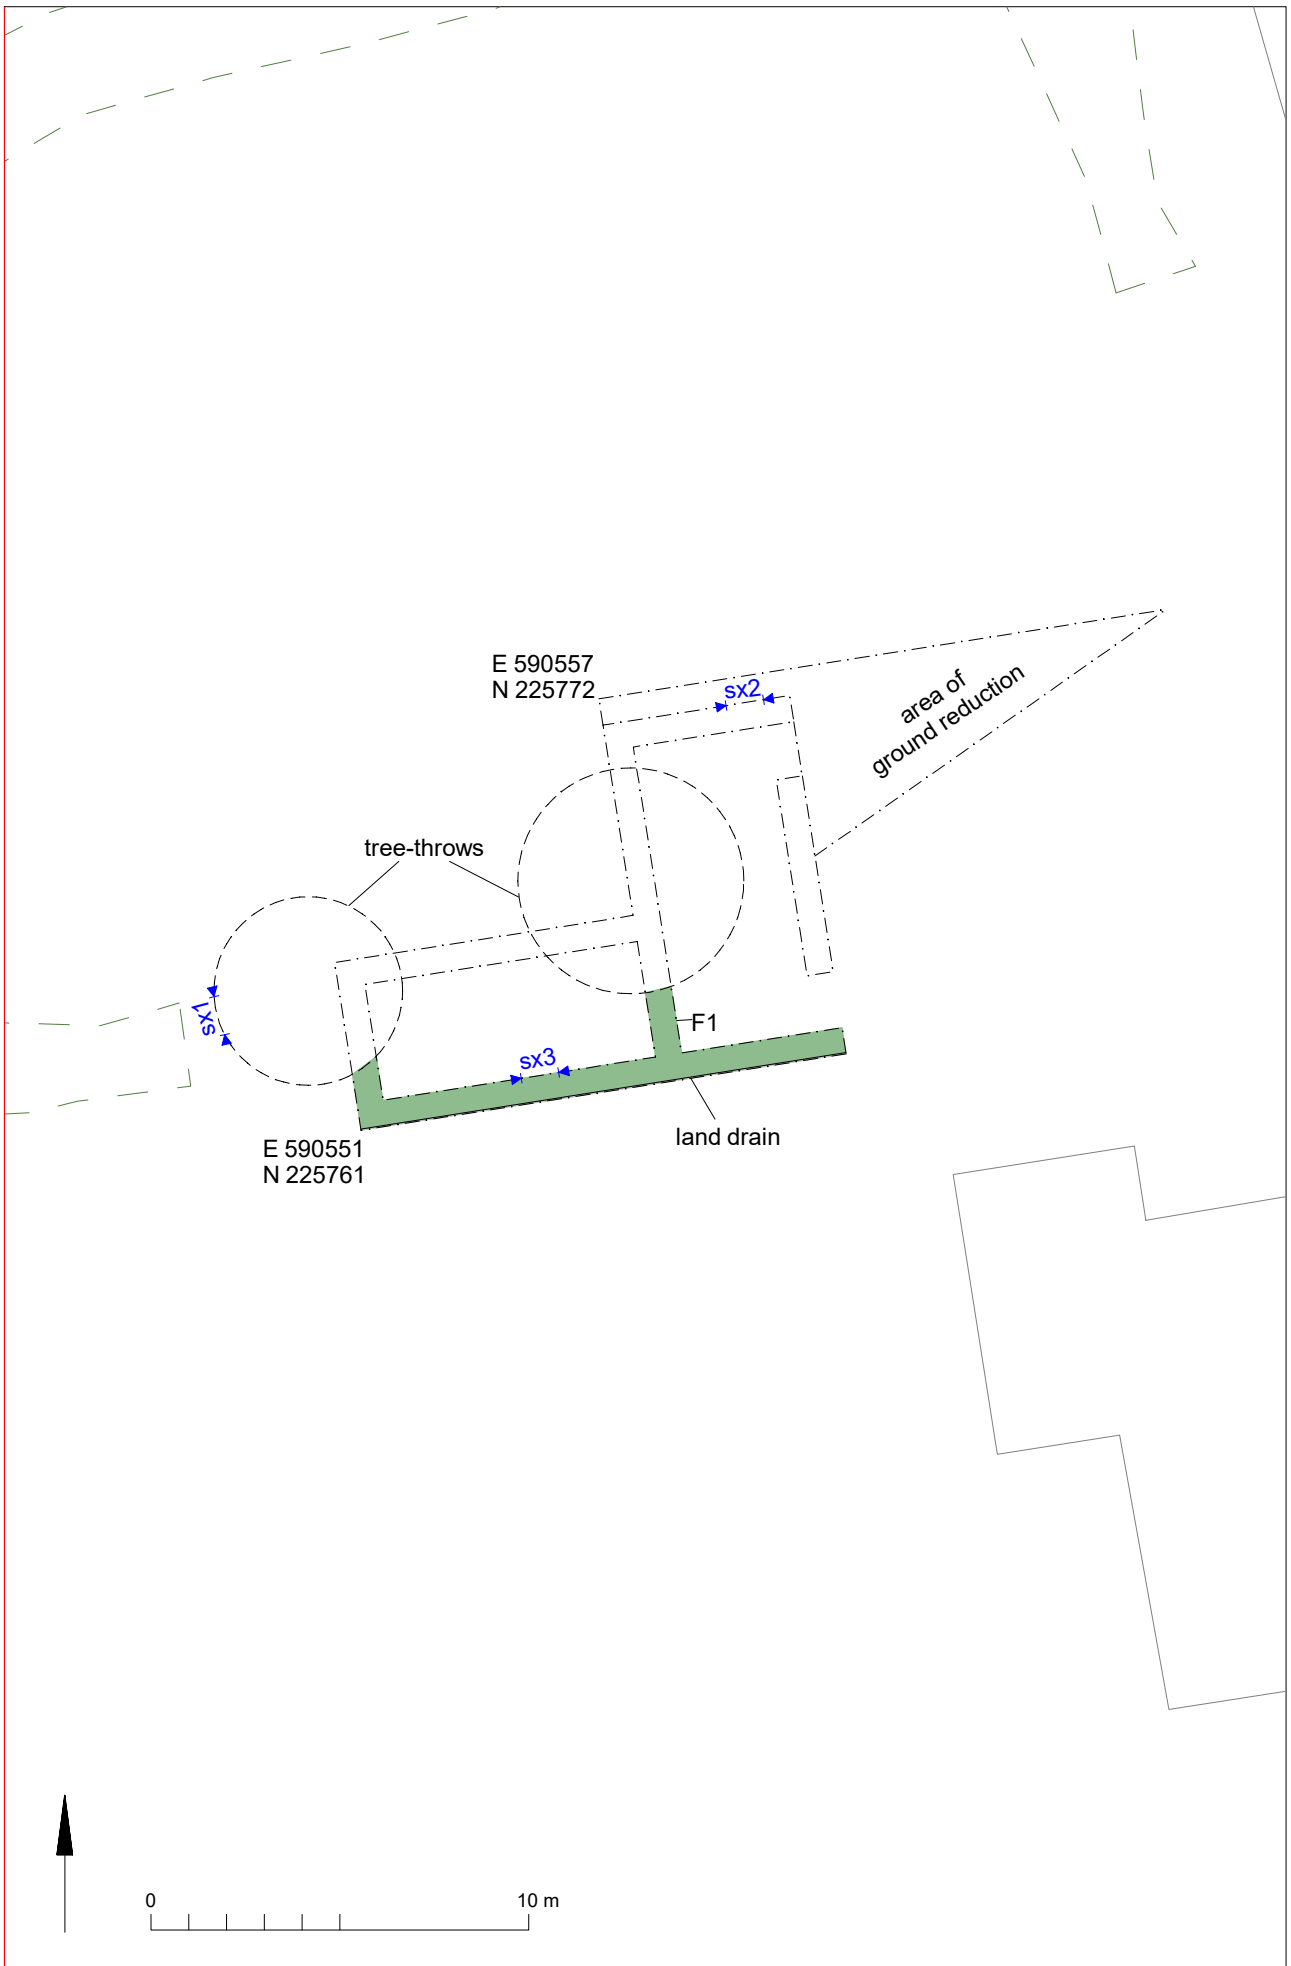 E 590557
N 225772
sx2
area of
ground reduction
tree-throws
sx1
F1
sx3
land drain
E 590551
N 225761
0
10 m